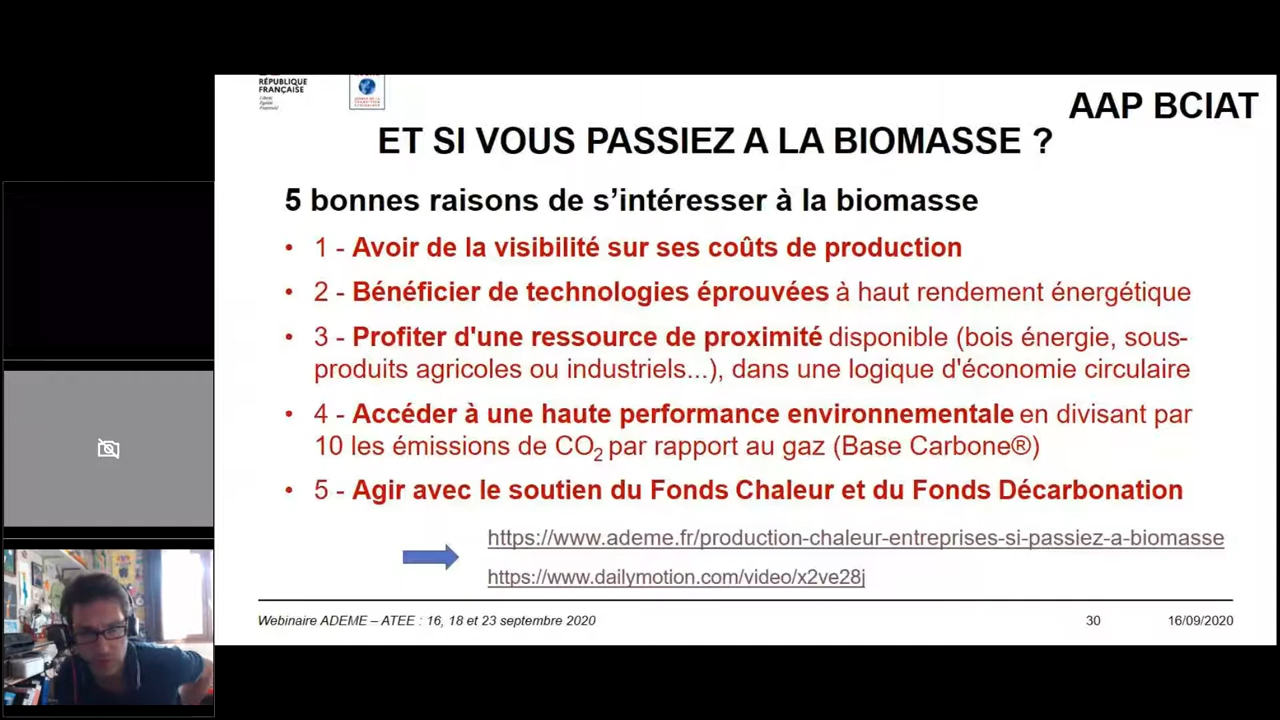 RÉPUBLIQUE
FRANÇAISE
Liberté
Égalité
Fraternité
AAP BCIAT
ET SI VOUS PASSIEZ A LA BIOMASSE ?
5 bonnes raisons de s’intéresser à la biomasse
• 1 - Avoir de la visibilité sur ses coûts de production
• 2 - Bénéficier de technologies éprouvées à haut rendement énergétique
• 3 - Profiter d'une ressource de proximité disponible (bois énergie, sous-
produits agricoles ou industriels...), dans une logique d'économie circulaire
• 4 - Accéder à une haute performance environnementale en divisant par
10 les émissions de CO2 par rapport au gaz (Base Carbone®)
• 5 - Agir avec le soutien du Fonds Chaleur et du Fonds Décarbonation
https://www.ademe.fr/production-chaleur-entreprises-si-passiez-a-biomasse
https://www.dailymotion.com/video/x2ve28j
Webinaire ADEME – ATEE : 16, 18 et 23 septembre 2020
30
16/09/2020